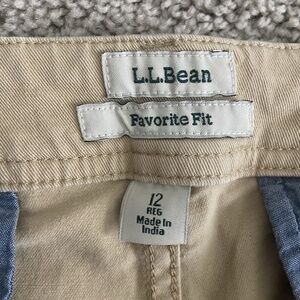 L.L.Bean
Favorite Fit
12
REG
Made In
India